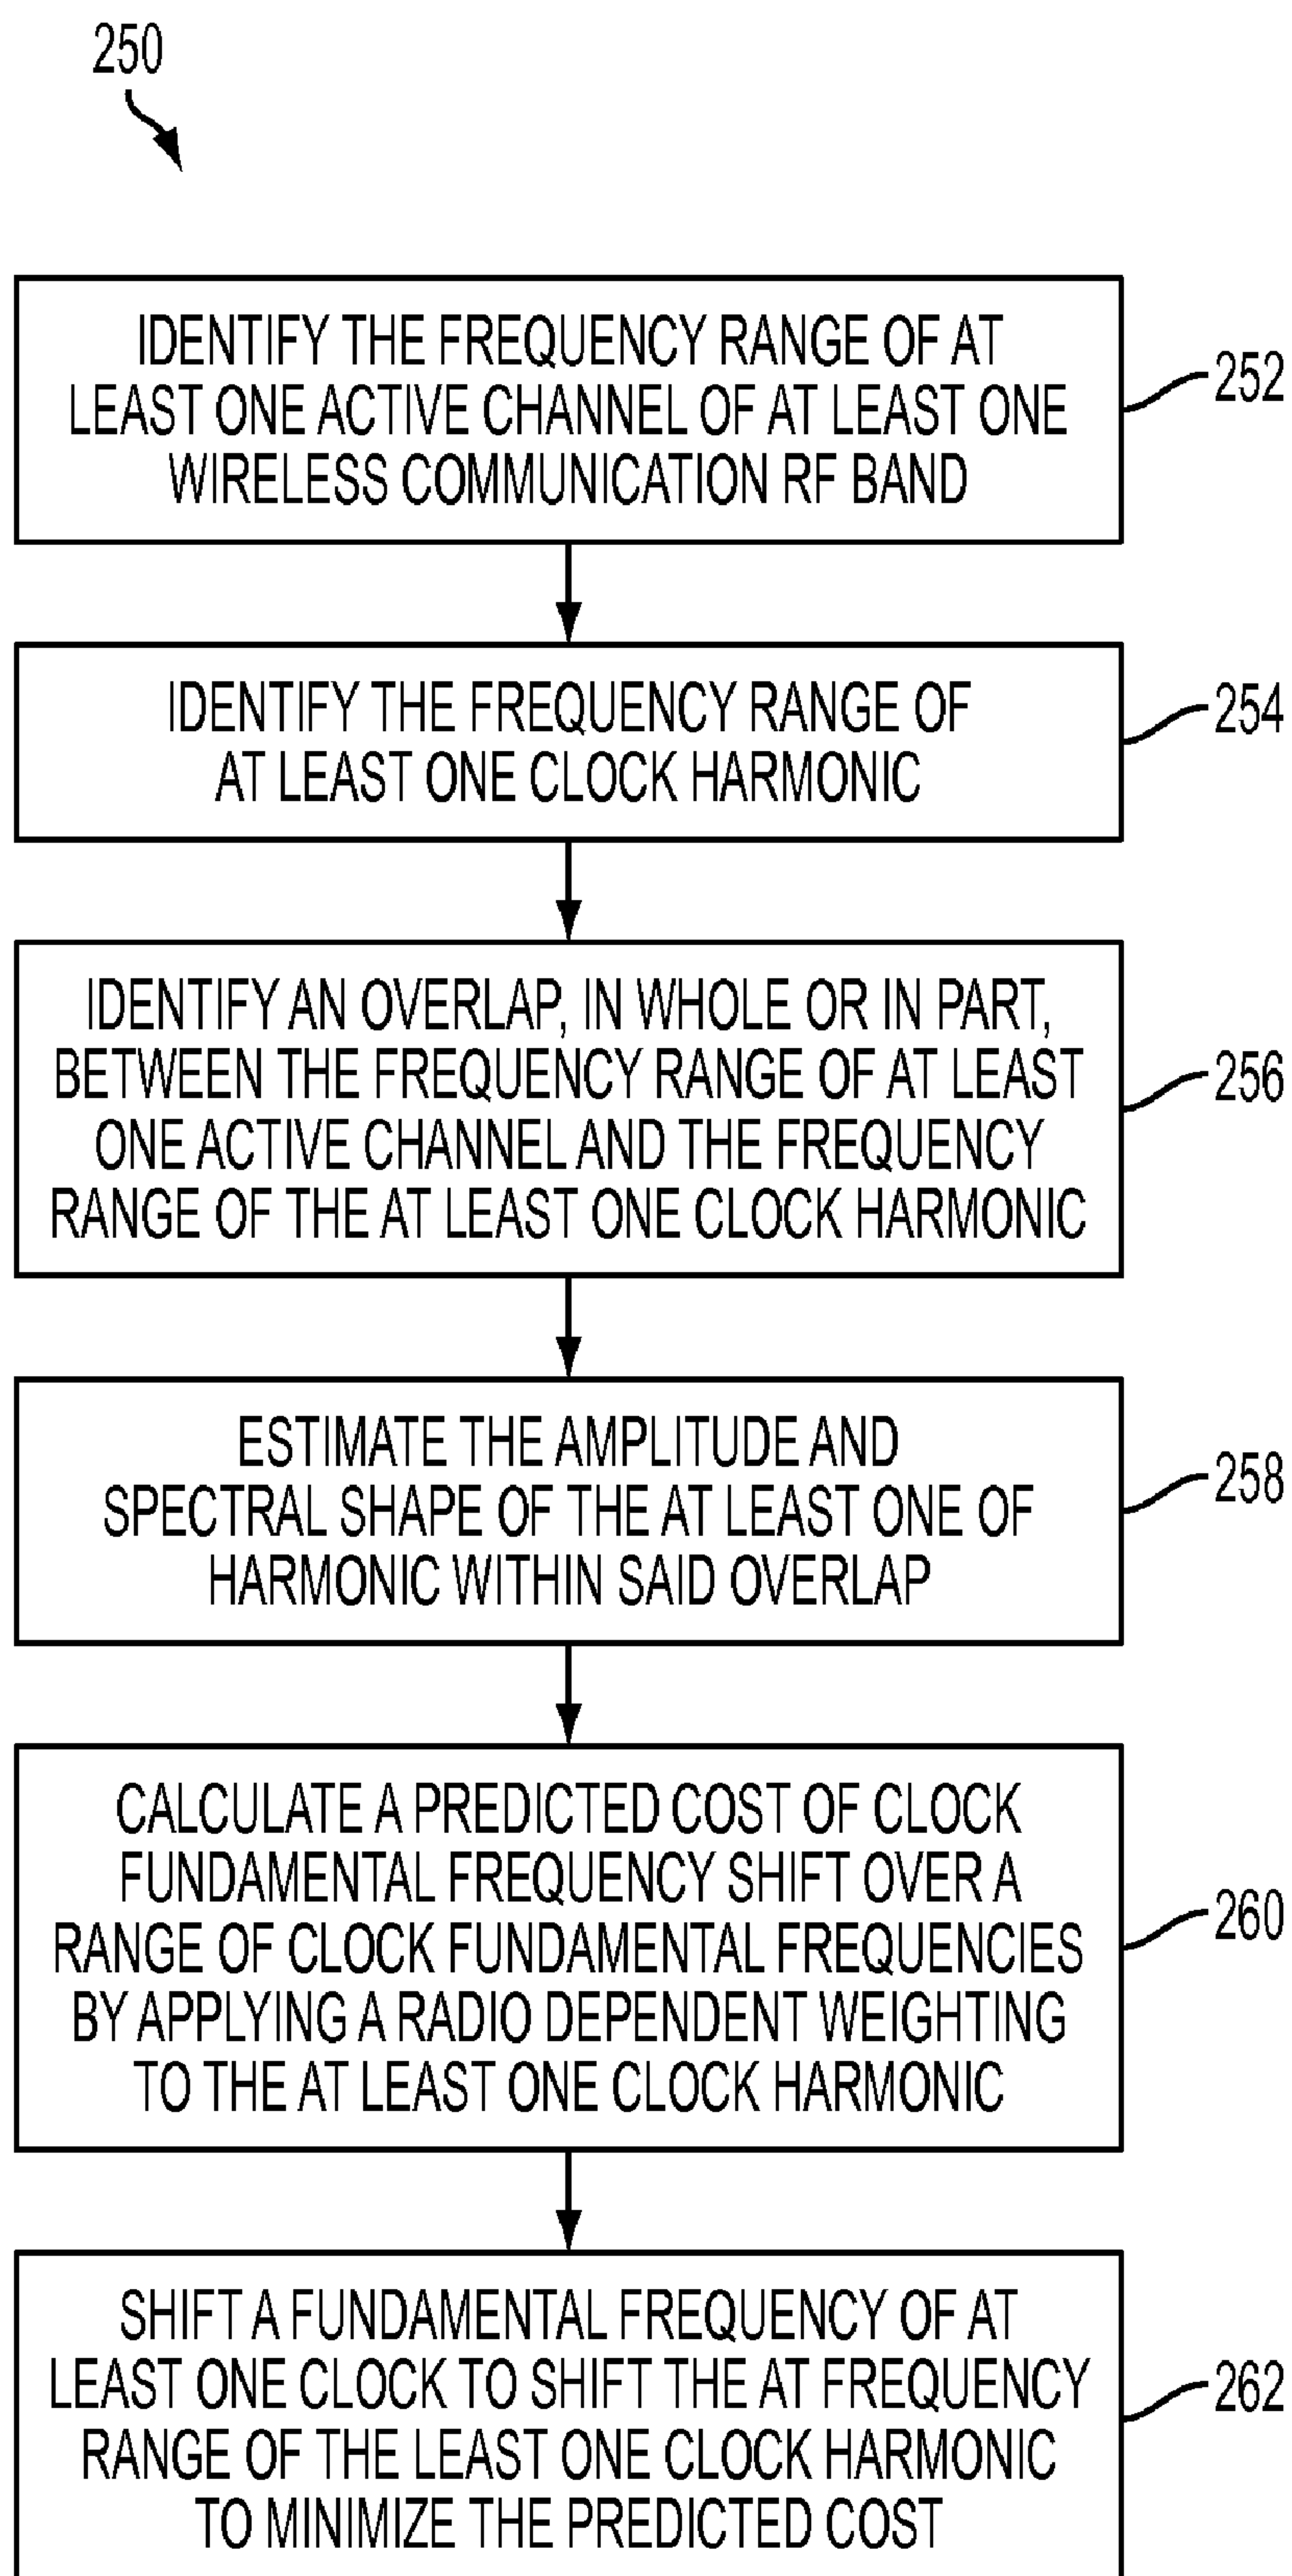 250
IDENTIFY THE FREQUENCY RANGE OF AT
LEAST ONE ACTIVE CHANNEL OF AT LEAST ONE
WIRELESS COMMUNICATION RF BAND
252
IDENTIFY THE FREQUENCY RANGE OF
AT LEAST ONE CLOCK HARMONIC
254
IDENTIFY AN OVERLAP, IN WHOLE OR IN PART,
BETWEEN THE FREQUENCY RANGE OF AT LEAST
ONE ACTIVE CHANNEL AND THE FREQUENCY
RANGE OF THE AT LEAST ONE CLOCK HARMONIC
256
ESTIMATE THE AMPLITUDE AND
SPECTRAL SHAPE OF THE AT LEAST ONE OF
HARMONIC WITHIN SAID OVERLAP
258
CALCULATE A PREDICTED COST OF CLOCK
FUNDAMENTAL FREQUENCY SHIFT OVER A
RANGE OF CLOCK FUNDAMENTAL FREQUENCIES
BY APPLYING A RADIO DEPENDENT WEIGHTING
TO THE AT LEAST ONE CLOCK HARMONIC
260
SHIFT A FUNDAMENTAL FREQUENCY OF AT
LEAST ONE CLOCK TO SHIFT THE AT FREQUENCY
RANGE OF THE LEAST ONE CLOCK HARMONIC
TO MINIMIZE THE PREDICTED COST
262